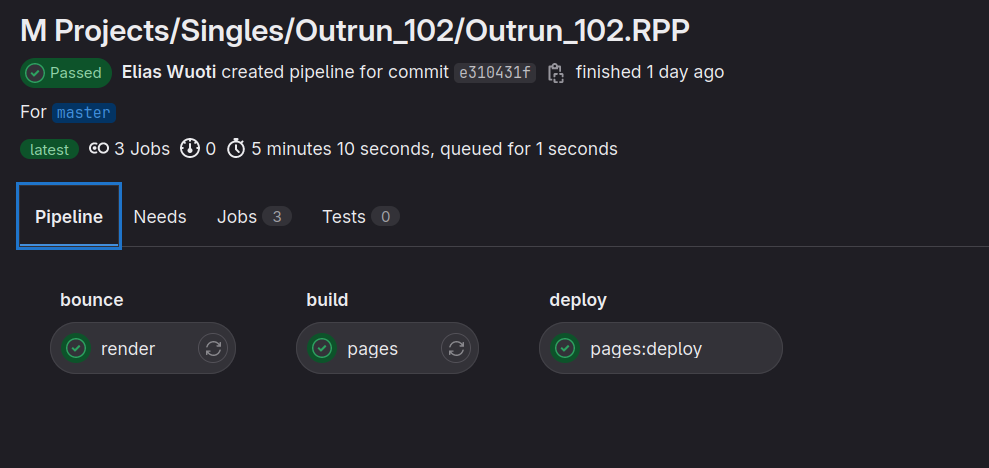 M Projects/Singles/Outrun_102/Outrun_102.RPP
Passed Elias Wuoti created pipeline for commit e310431f finished 1 day ago
For master
latest 3 Jobs 0 5 minutes 10 seconds, queued for 1 seconds
Pipeline Needs Jobs 3 Tests 0
bounce build deploy
render pages pages:deploy